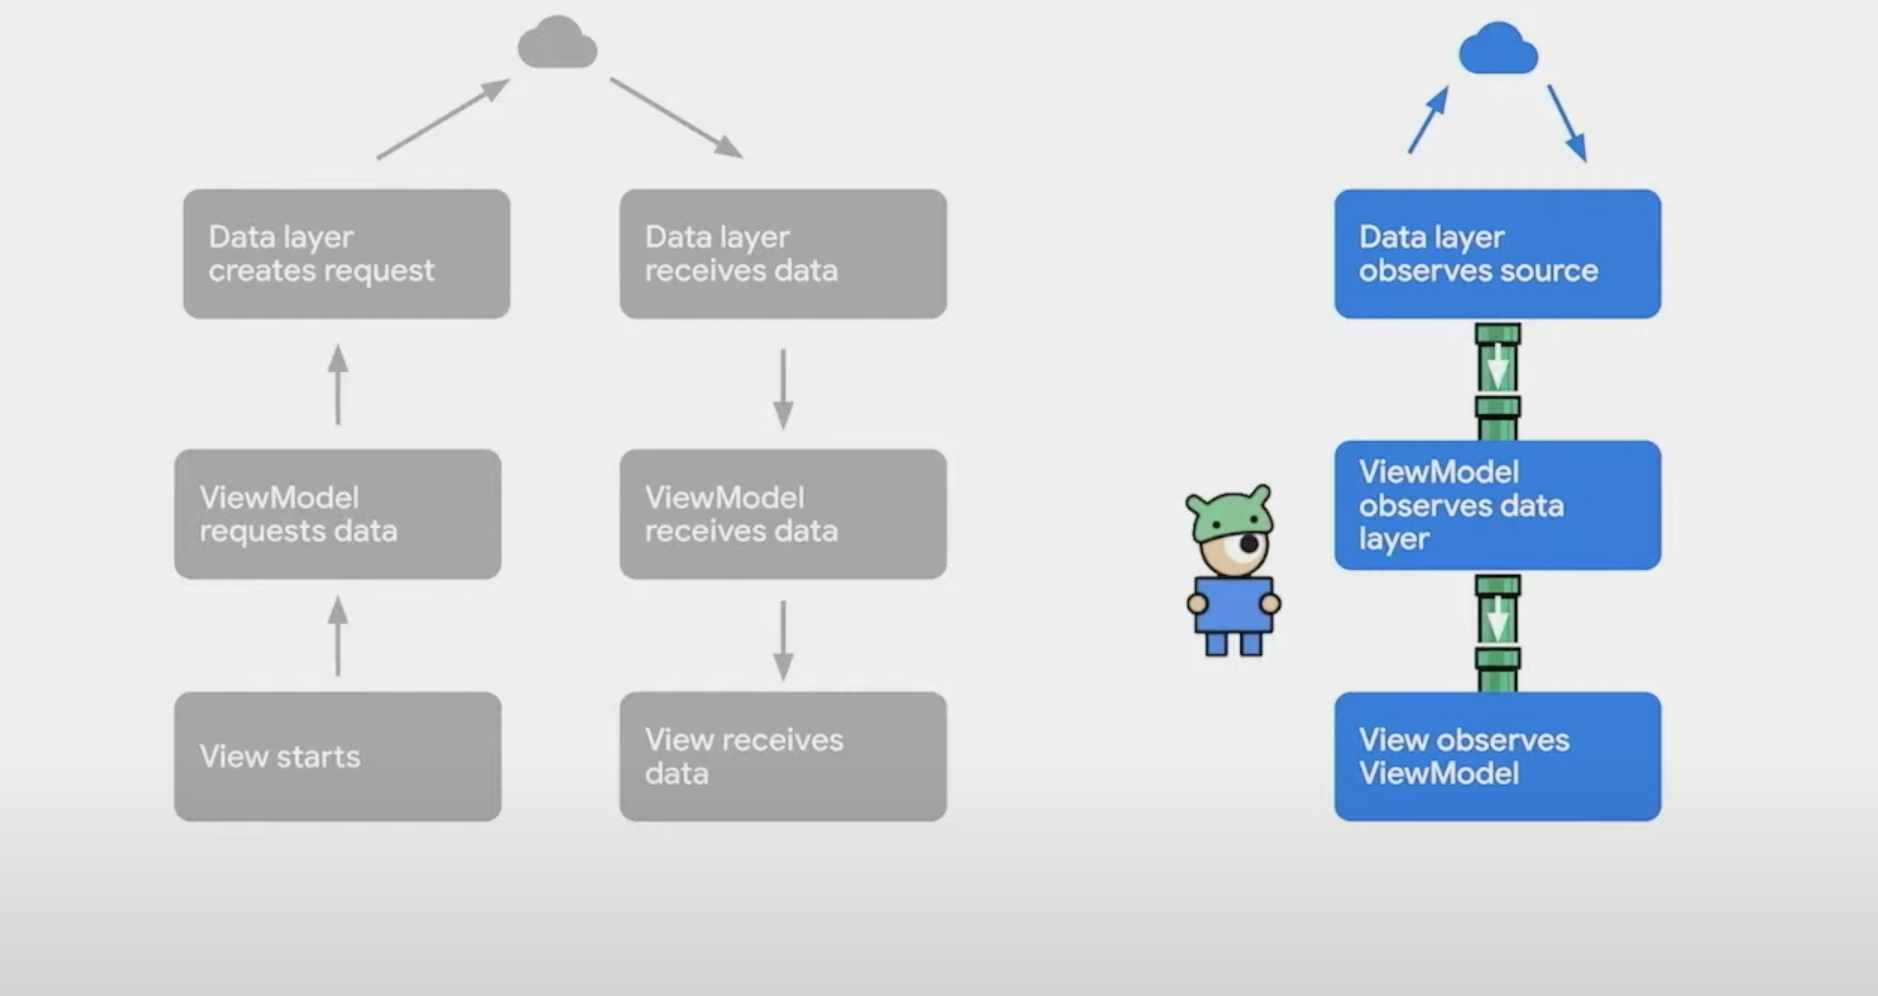 Data layer
creates request
Data layer
receives data
Data layer
observes source
ViewModel
requests data
ViewModel
receives data
ViewModel
observes data
layer
View starts
View receives
data
View observes
ViewModel